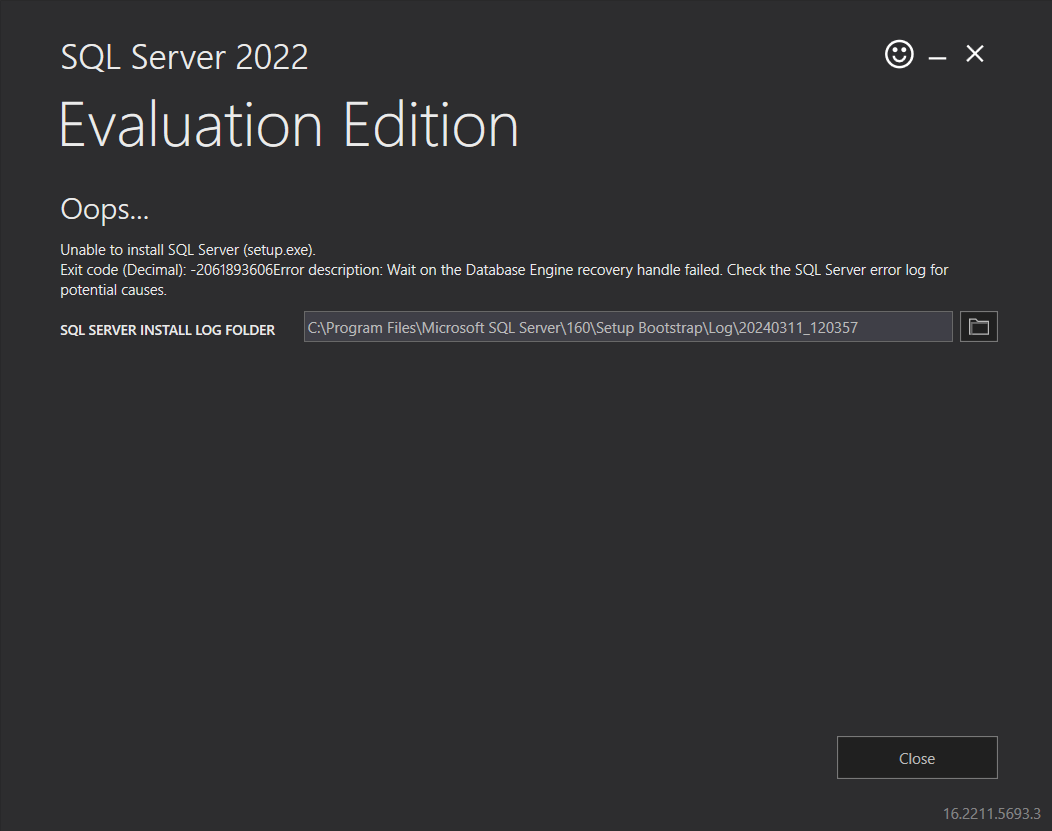 SQL Server 2022
Evaluation Edition
Oops...
Unable to install SQL Server (setup.exe).
Exit code (Decimal): -2061893606Error description: Wait on the Database Engine recovery handle failed. Check the SQL Server error log for
potential causes.
SQL SERVER INSTALL LOG FOLDER C:\Program Files\Microsoft SQL Server\160\Setup Bootstrap\Log\20240311_120357
Close
16.2211.5693.3